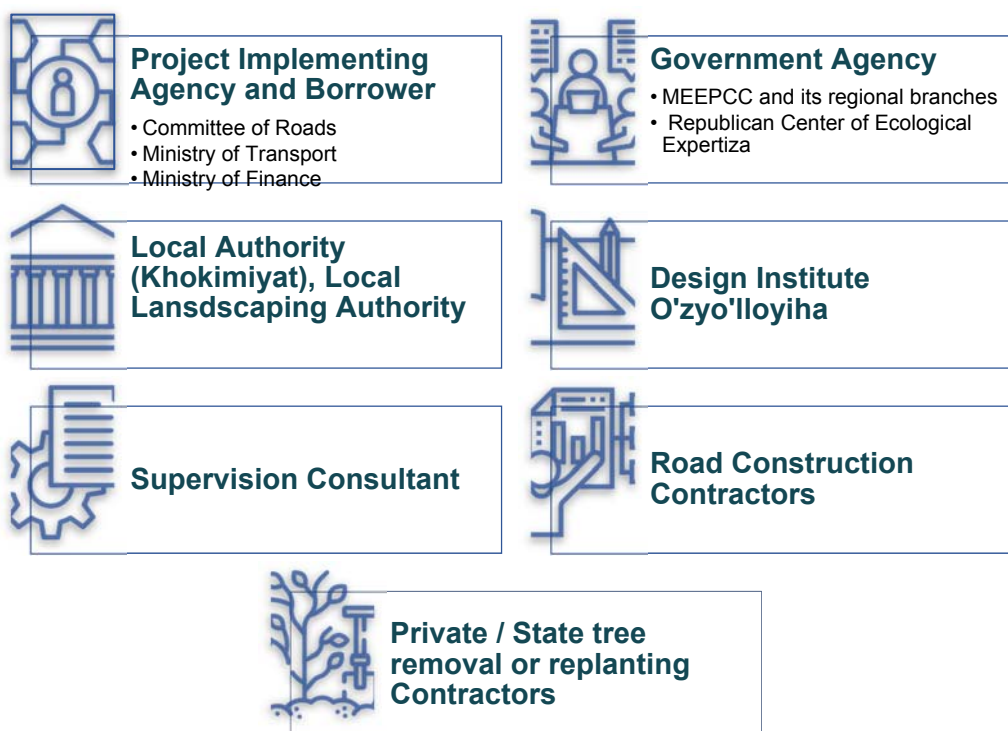 Project Implementing
Agency and Borrower
• Committee of Roads
• Ministry of Transport
• Ministry of Finance
Government Agency
• MEEPCC and its regional branches
• Republican Center of Ecological
Expertiza
Local Authority
(Khokimiyat), Local
Lansdscaping Authority
Design Institute
O'zyo'lloyiha
Supervision Consultant
Road Construction
Contractors
Private / State tree
removal or replanting
Contractors